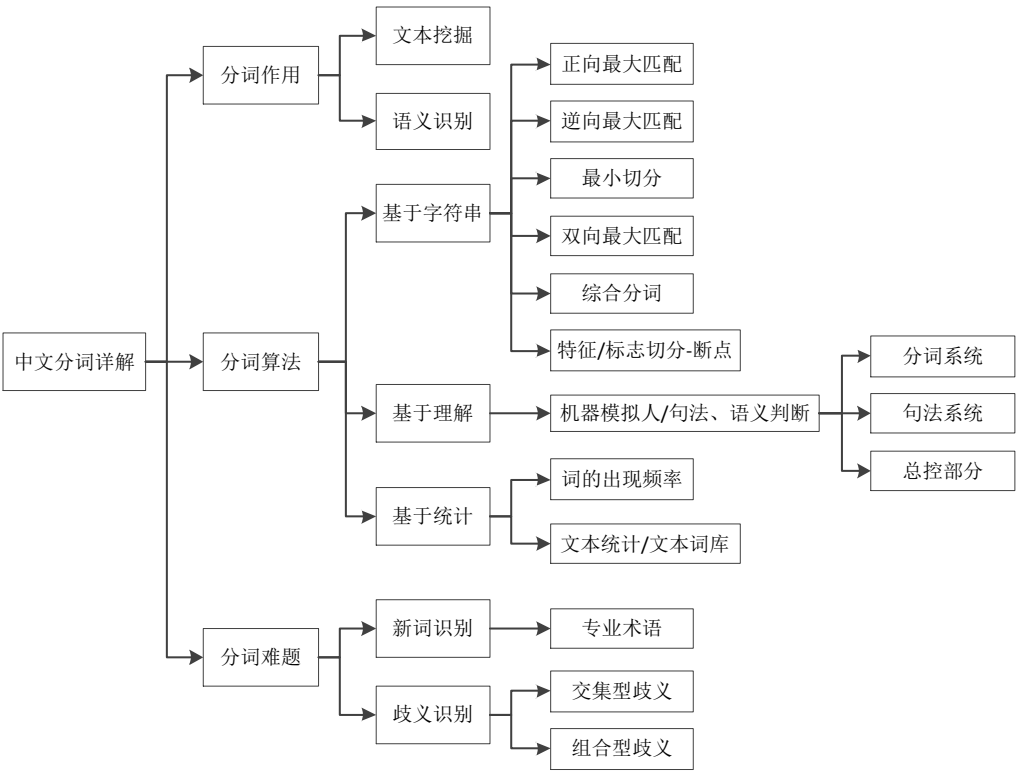 中文分词详解
分词作用
文本挖掘
语义识别
分词算法
基于字符串
正向最大匹配
逆向最大匹配
最小切分
双向最大匹配
综合分词
特征/标志切分-断点
基于理解
机器模拟人/句法、语义判断
分词系统
句法系统
总控部分
基于统计
词的出现频率
文本统计/文本词库
分词难题
新词识别
专业术语
歧义识别
交集型歧义
组合型歧义